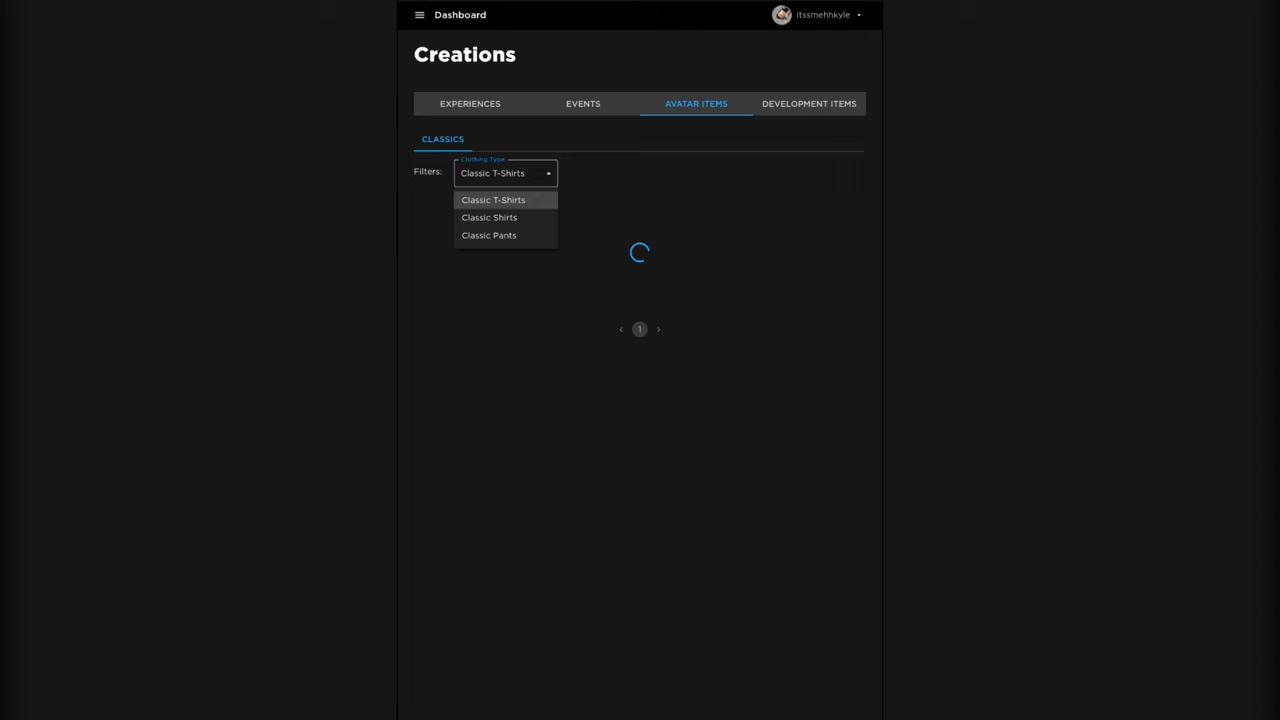 Dashboard
itssmehhkyle
Creations
EXPERIENCES
EVENTS
AVATAR ITEMS
DEVELOPMENT ITEMS
CLASSICS
Filters:
Clothing Type
Classic T-Shirts
Classic T-Shirts
Classic Shirts
Classic Pants
1